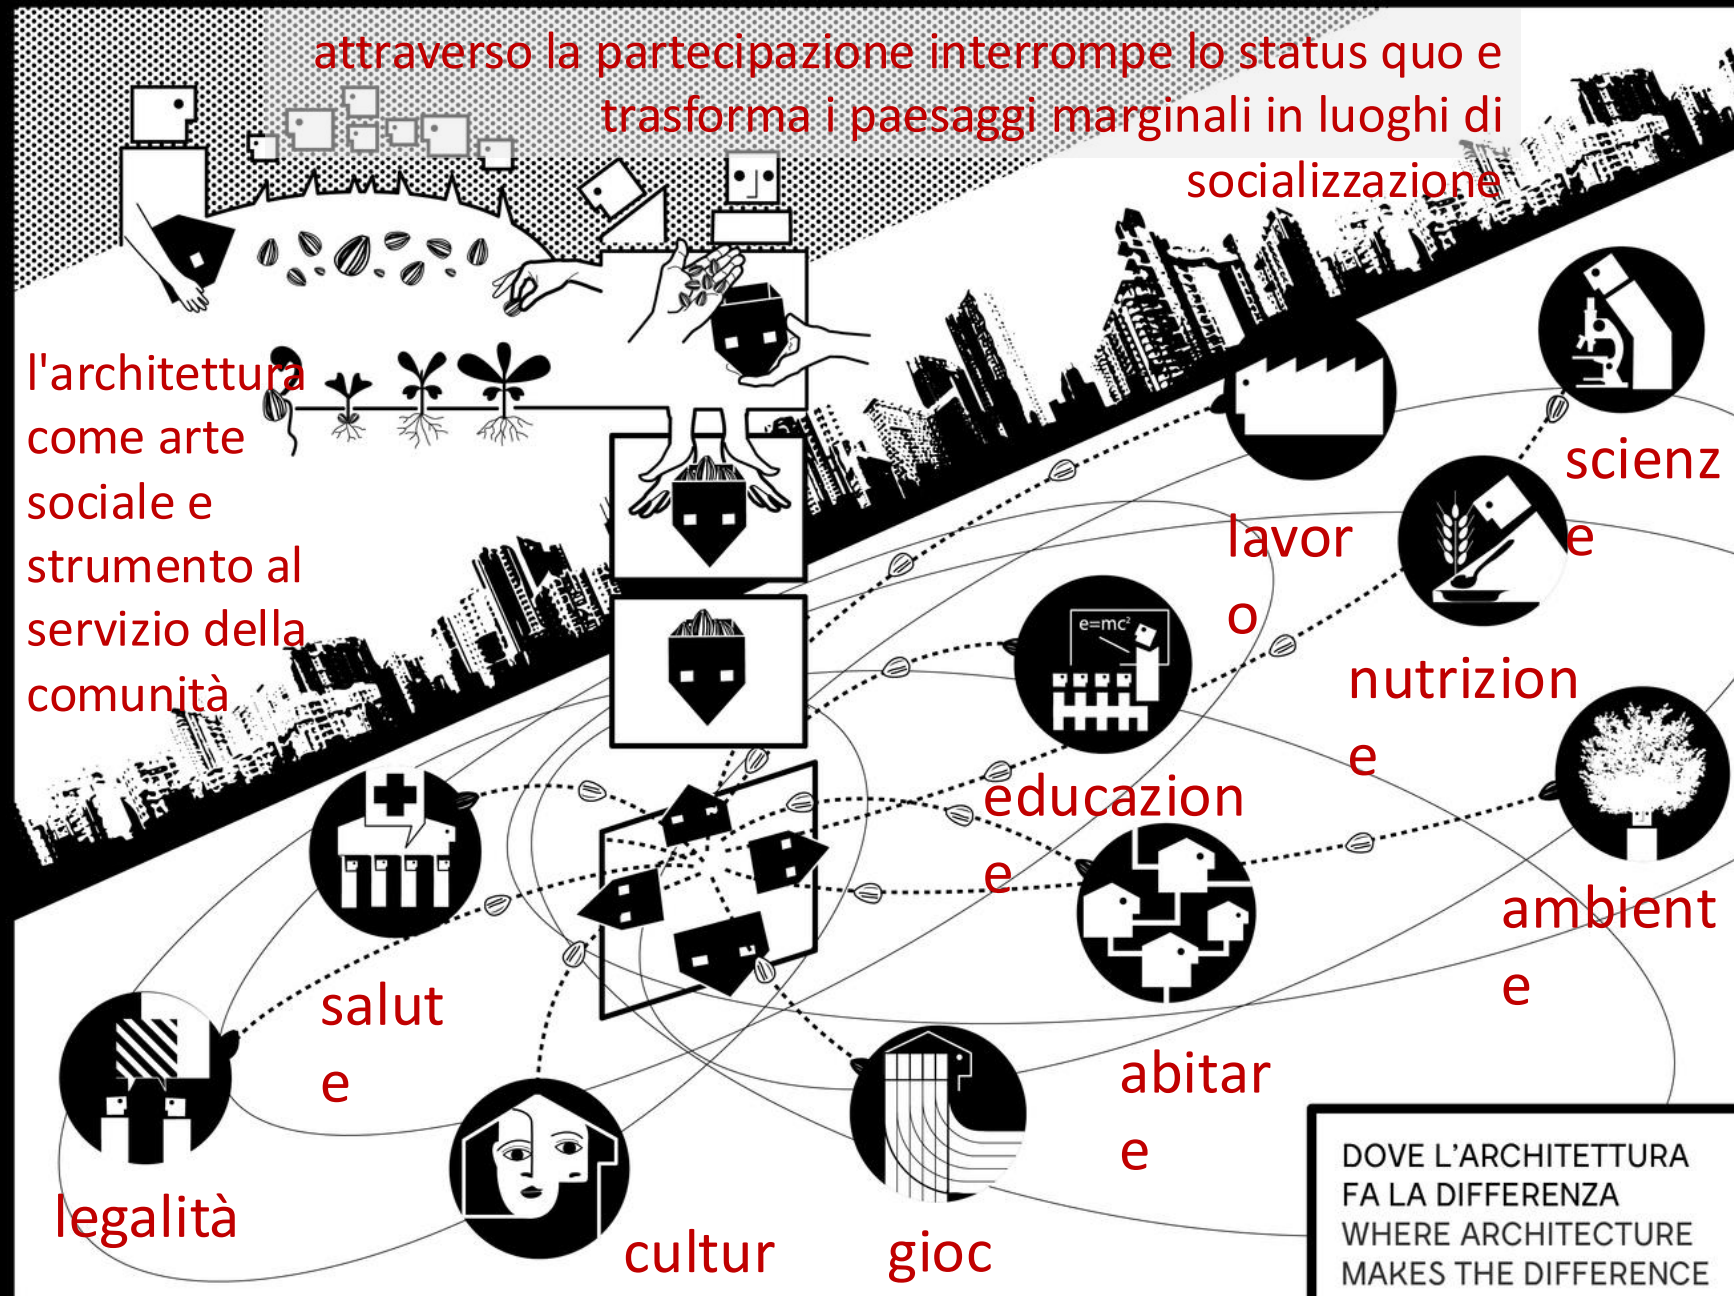 attraverso la partecipazione interrompe lo status quo e
trasforma i paesaggi marginali in luoghi di
socializzazione
l'architettura
come arte
sociale e
strumento al
servizio della
comunità
scienz
e
lavor
o
e=mc²
nutrizion
e
educazion
e
ambient
e
salut
e
abitar
e
legalità
cultur
gioc
DOVE L'ARCHITETTURA
FA LA DIFFERENZA
WHERE ARCHITECTURE
MAKES THE DIFFERENCE